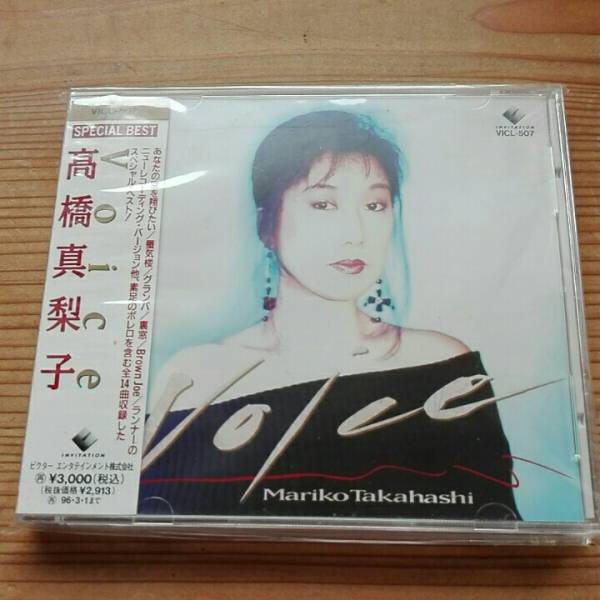 VICL-507
SPECIAL BEST
Voice
高橋真梨子
あなたの空を翔びたい/蜃気楼/グランパ/裏窓/Brown Joe/ランナーの
ニューレコーディング・バージョン他、素足のボレロを含む全14曲収録した
スペシャル・ベスト!
INVITATION
ビクター エンタテインメント株式会社
¥3,000(税込)
(税抜価格¥2,913)
96・3・1まで
INVITATION
VICL-507
Voice
Mariko Takahashi